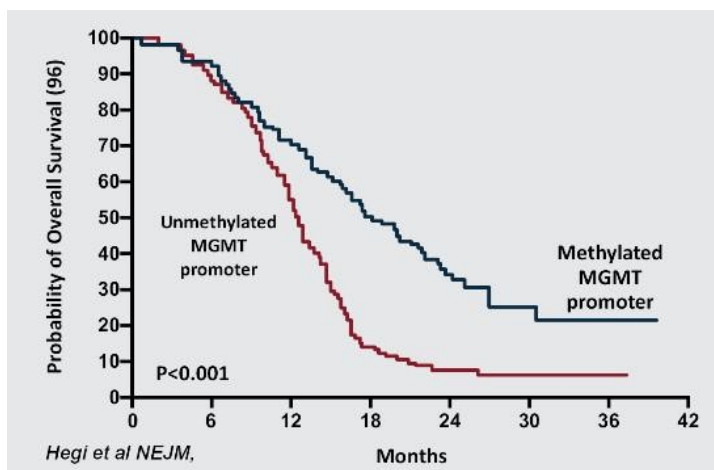 Probability of Overall Survival (96)
100
90
80
70
60
50
40
30
20
10
0
Unmethylated
MGMT
promoter
Methylated
MGMT
promoter
P<0.001
0 6 12 18 24 30 36 42
Hegi et al NEJM,
Months